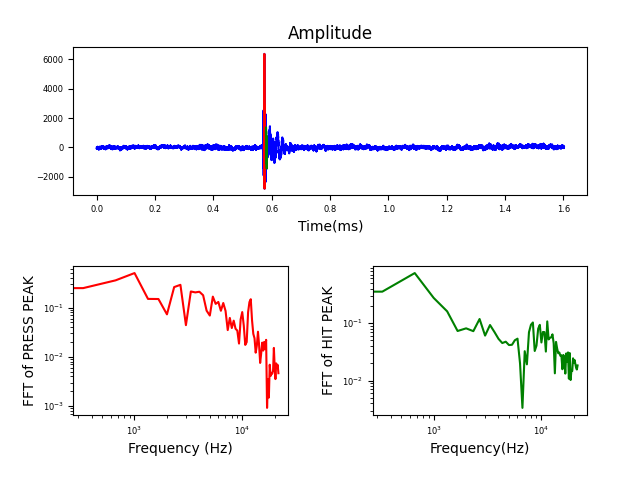 Amplitude
6000
4000
2000
0
−2000
0.0 0.2 0.4 0.6 0.8 1.0 1.2 1.4 1.6
Time(ms)
FFT of PRESS PEAK
10⁻¹
10⁻²
10⁻³
10³ 10⁴
Frequency (Hz)
FFT of HIT PEAK
10⁻¹
10⁻²
10³ 10⁴
Frequency(Hz)